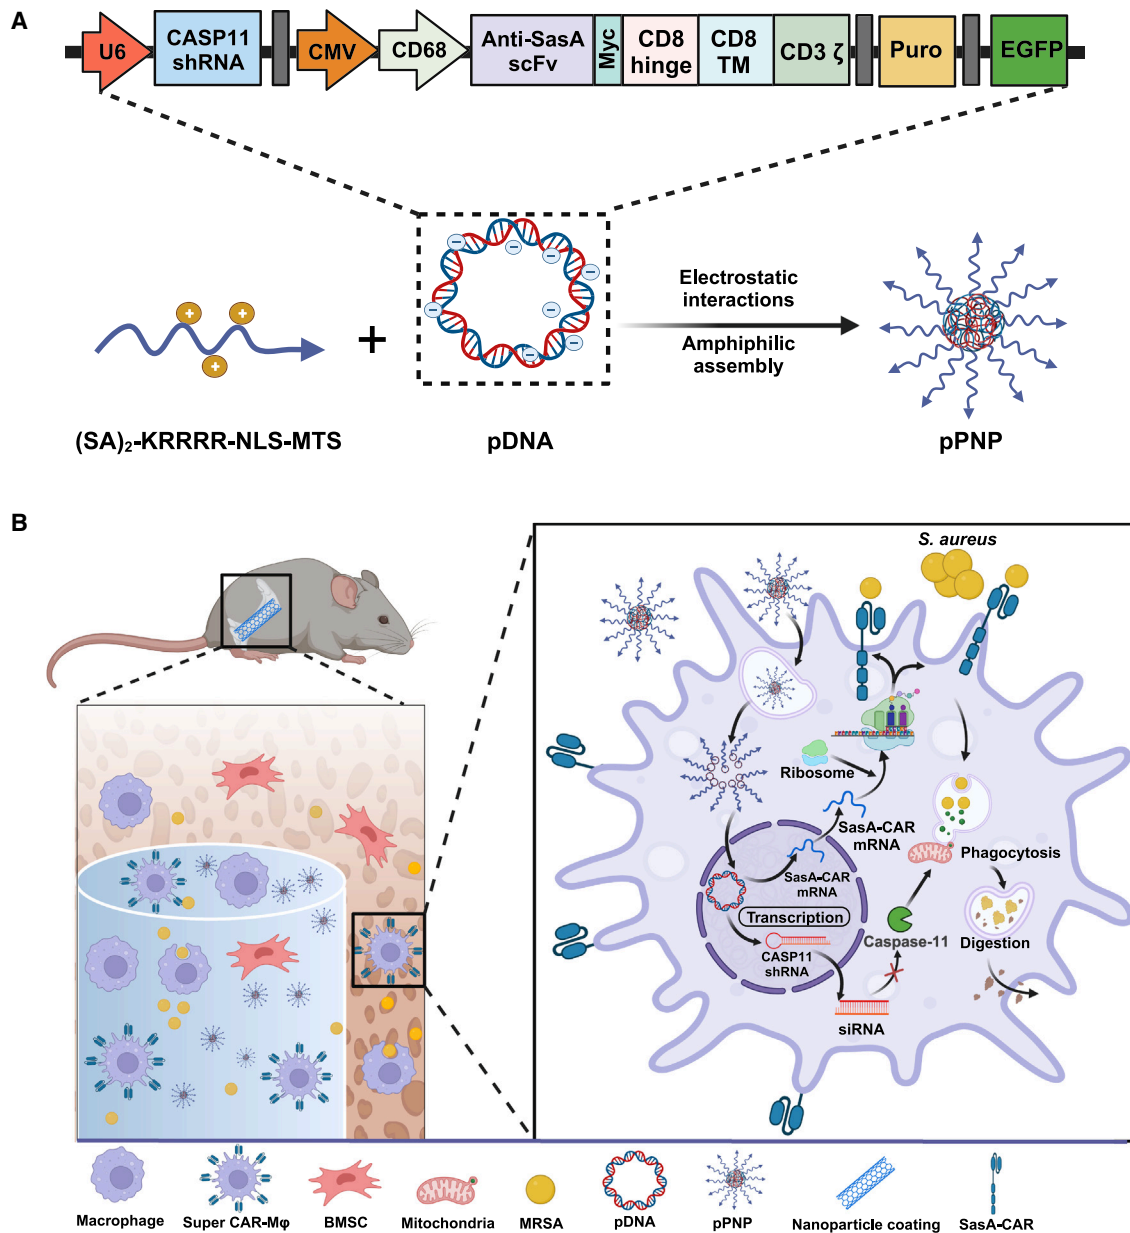 A
U6
CASP11
shRNA
CMV
CD68
Anti-SasA
scFv
Myc
CD8
hinge
CD8
TM
CD3 ζ
Puro
EGFP
Electrostatic
interactions
Amphiphilic
assembly
(SA)₂-KRRRR-NLS-MTS
pDNA
pPNP
B
S. aureus
Ribosome
SasA-CAR
mRNA
SasA-CAR
mRNA
Phagocytosis
Transcription
CASP11
shRNA
Caspase-11
Digestion
siRNA
Macrophage
Super CAR-Mφ
BMSC
Mitochondria
MRSA
pDNA
pPNP
Nanoparticle coating
SasA-CAR